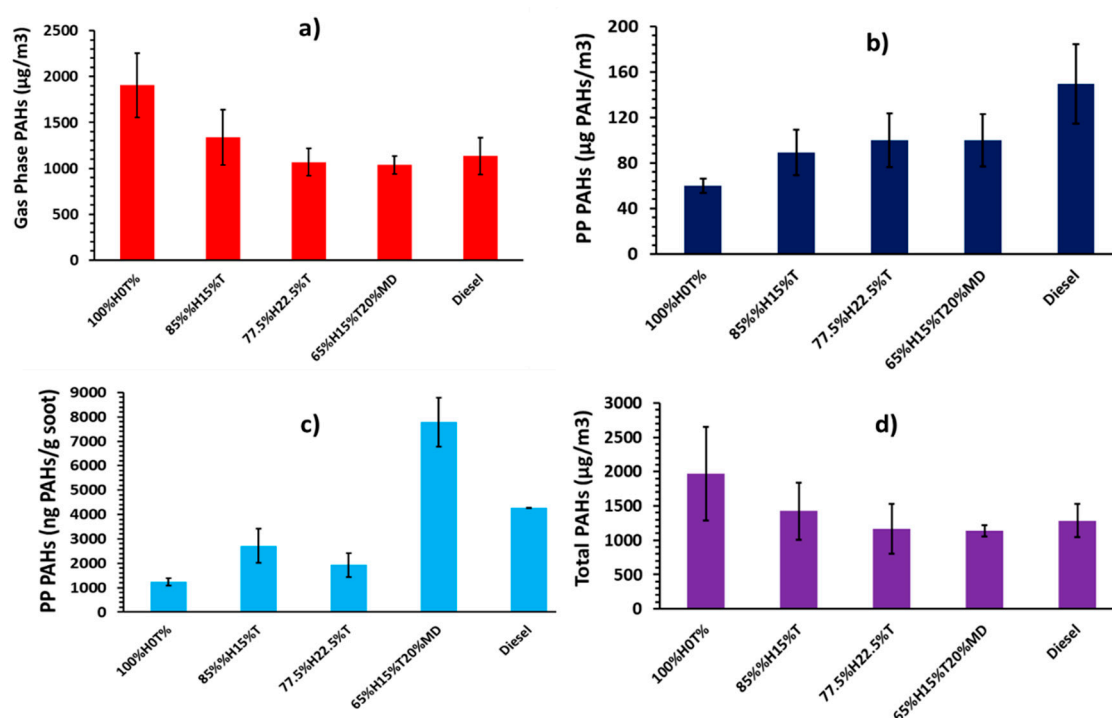 a)
Gas Phase PAHs (µg/m3)
2500
2000
1500
1000
500
0
100%H0T%
85%%H15%T
77.5%H22.5%T
65%H15%T20%MD
Diesel
b)
PP PAHs (µg PAHs/m3)
200
160
120
80
40
0
100%H0T%
85%%H15%T
77.5%H22.5%T
65%H15%T20%MD
Diesel
c)
PP PAHs (ng PAHs/g soot)
9000
8000
7000
6000
5000
4000
3000
2000
1000
0
100%H0T%
85%%H15%T
77.5%H22.5%T
65%H15%T20%MD
Diesel
d)
Total PAHs (µg/m3)
3000
2500
2000
1500
1000
500
0
100%H0T%
85%%H15%T
77.5%H22.5%T
65%H15%T20%MD
Diesel